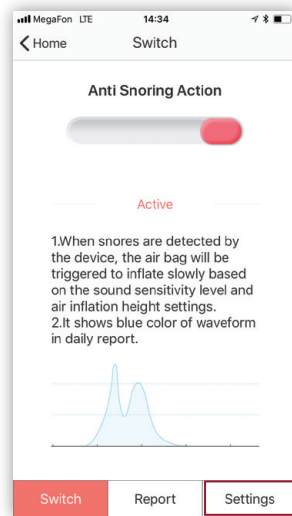 MegaFon LTE 14:34
Home Switch
Anti Snoring Action
Active
1.When snores are detected by
the device, the air bag will be
triggered to inflate slowly based
on the sound sensitivity level and
air inflation height settings.
2.It shows blue color of waveform
in daily report.
Switch Report Settings